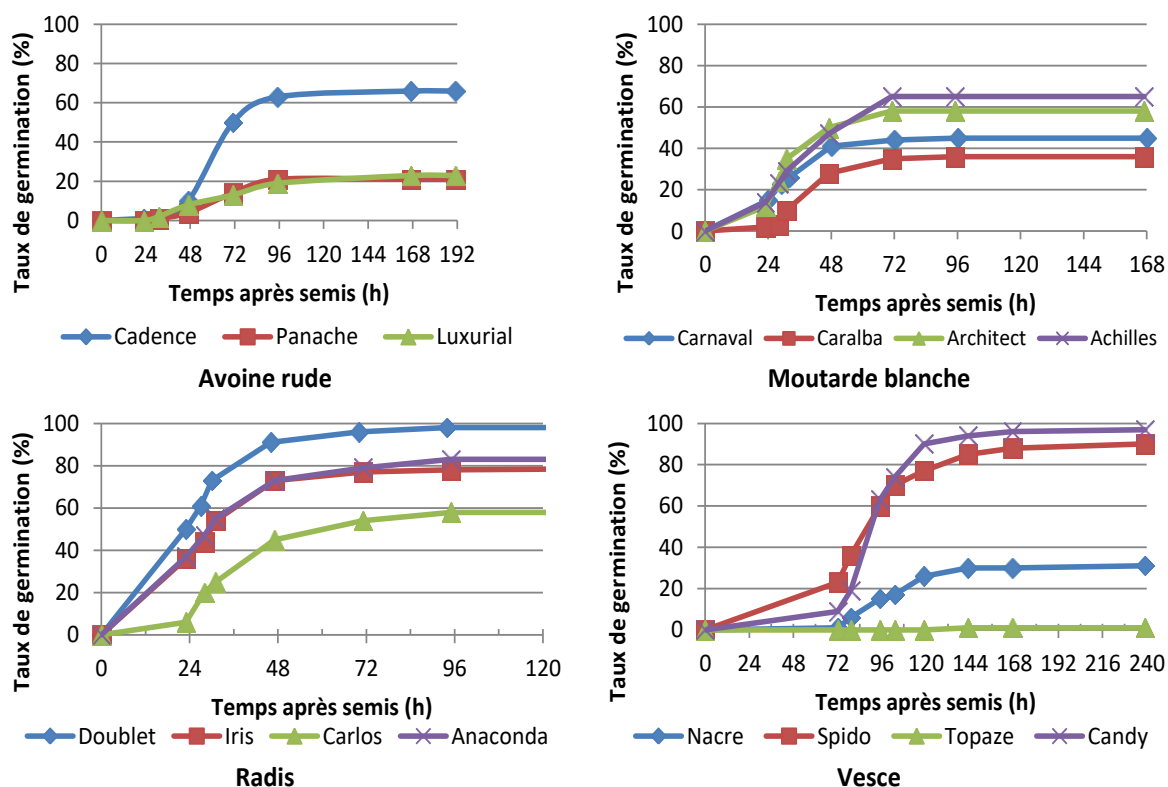 Taux de germination (%)
100
80
60
40
20
0
0 24 48 72 96 120 144 168 192
Temps après semis (h)
Cadence Panache Luxurial
Avoine rude
Taux de germination (%)
100
80
60
40
20
0
0 24 48 72 96 120 144 168
Temps après semis (h)
Carnaval Caralba Architect Achilles
Moutarde blanche
Taux de germination (%)
100
80
60
40
20
0
0 24 48 72 96 120
Temps après semis (h)
Doublet Iris Carlos Anaconda
Radis
Taux de germination (%)
100
80
60
40
20
0
0 24 48 72 96 120 144 168 192 216 240
Temps après semis (h)
Nacre Spido Topaze Candy
Vesce